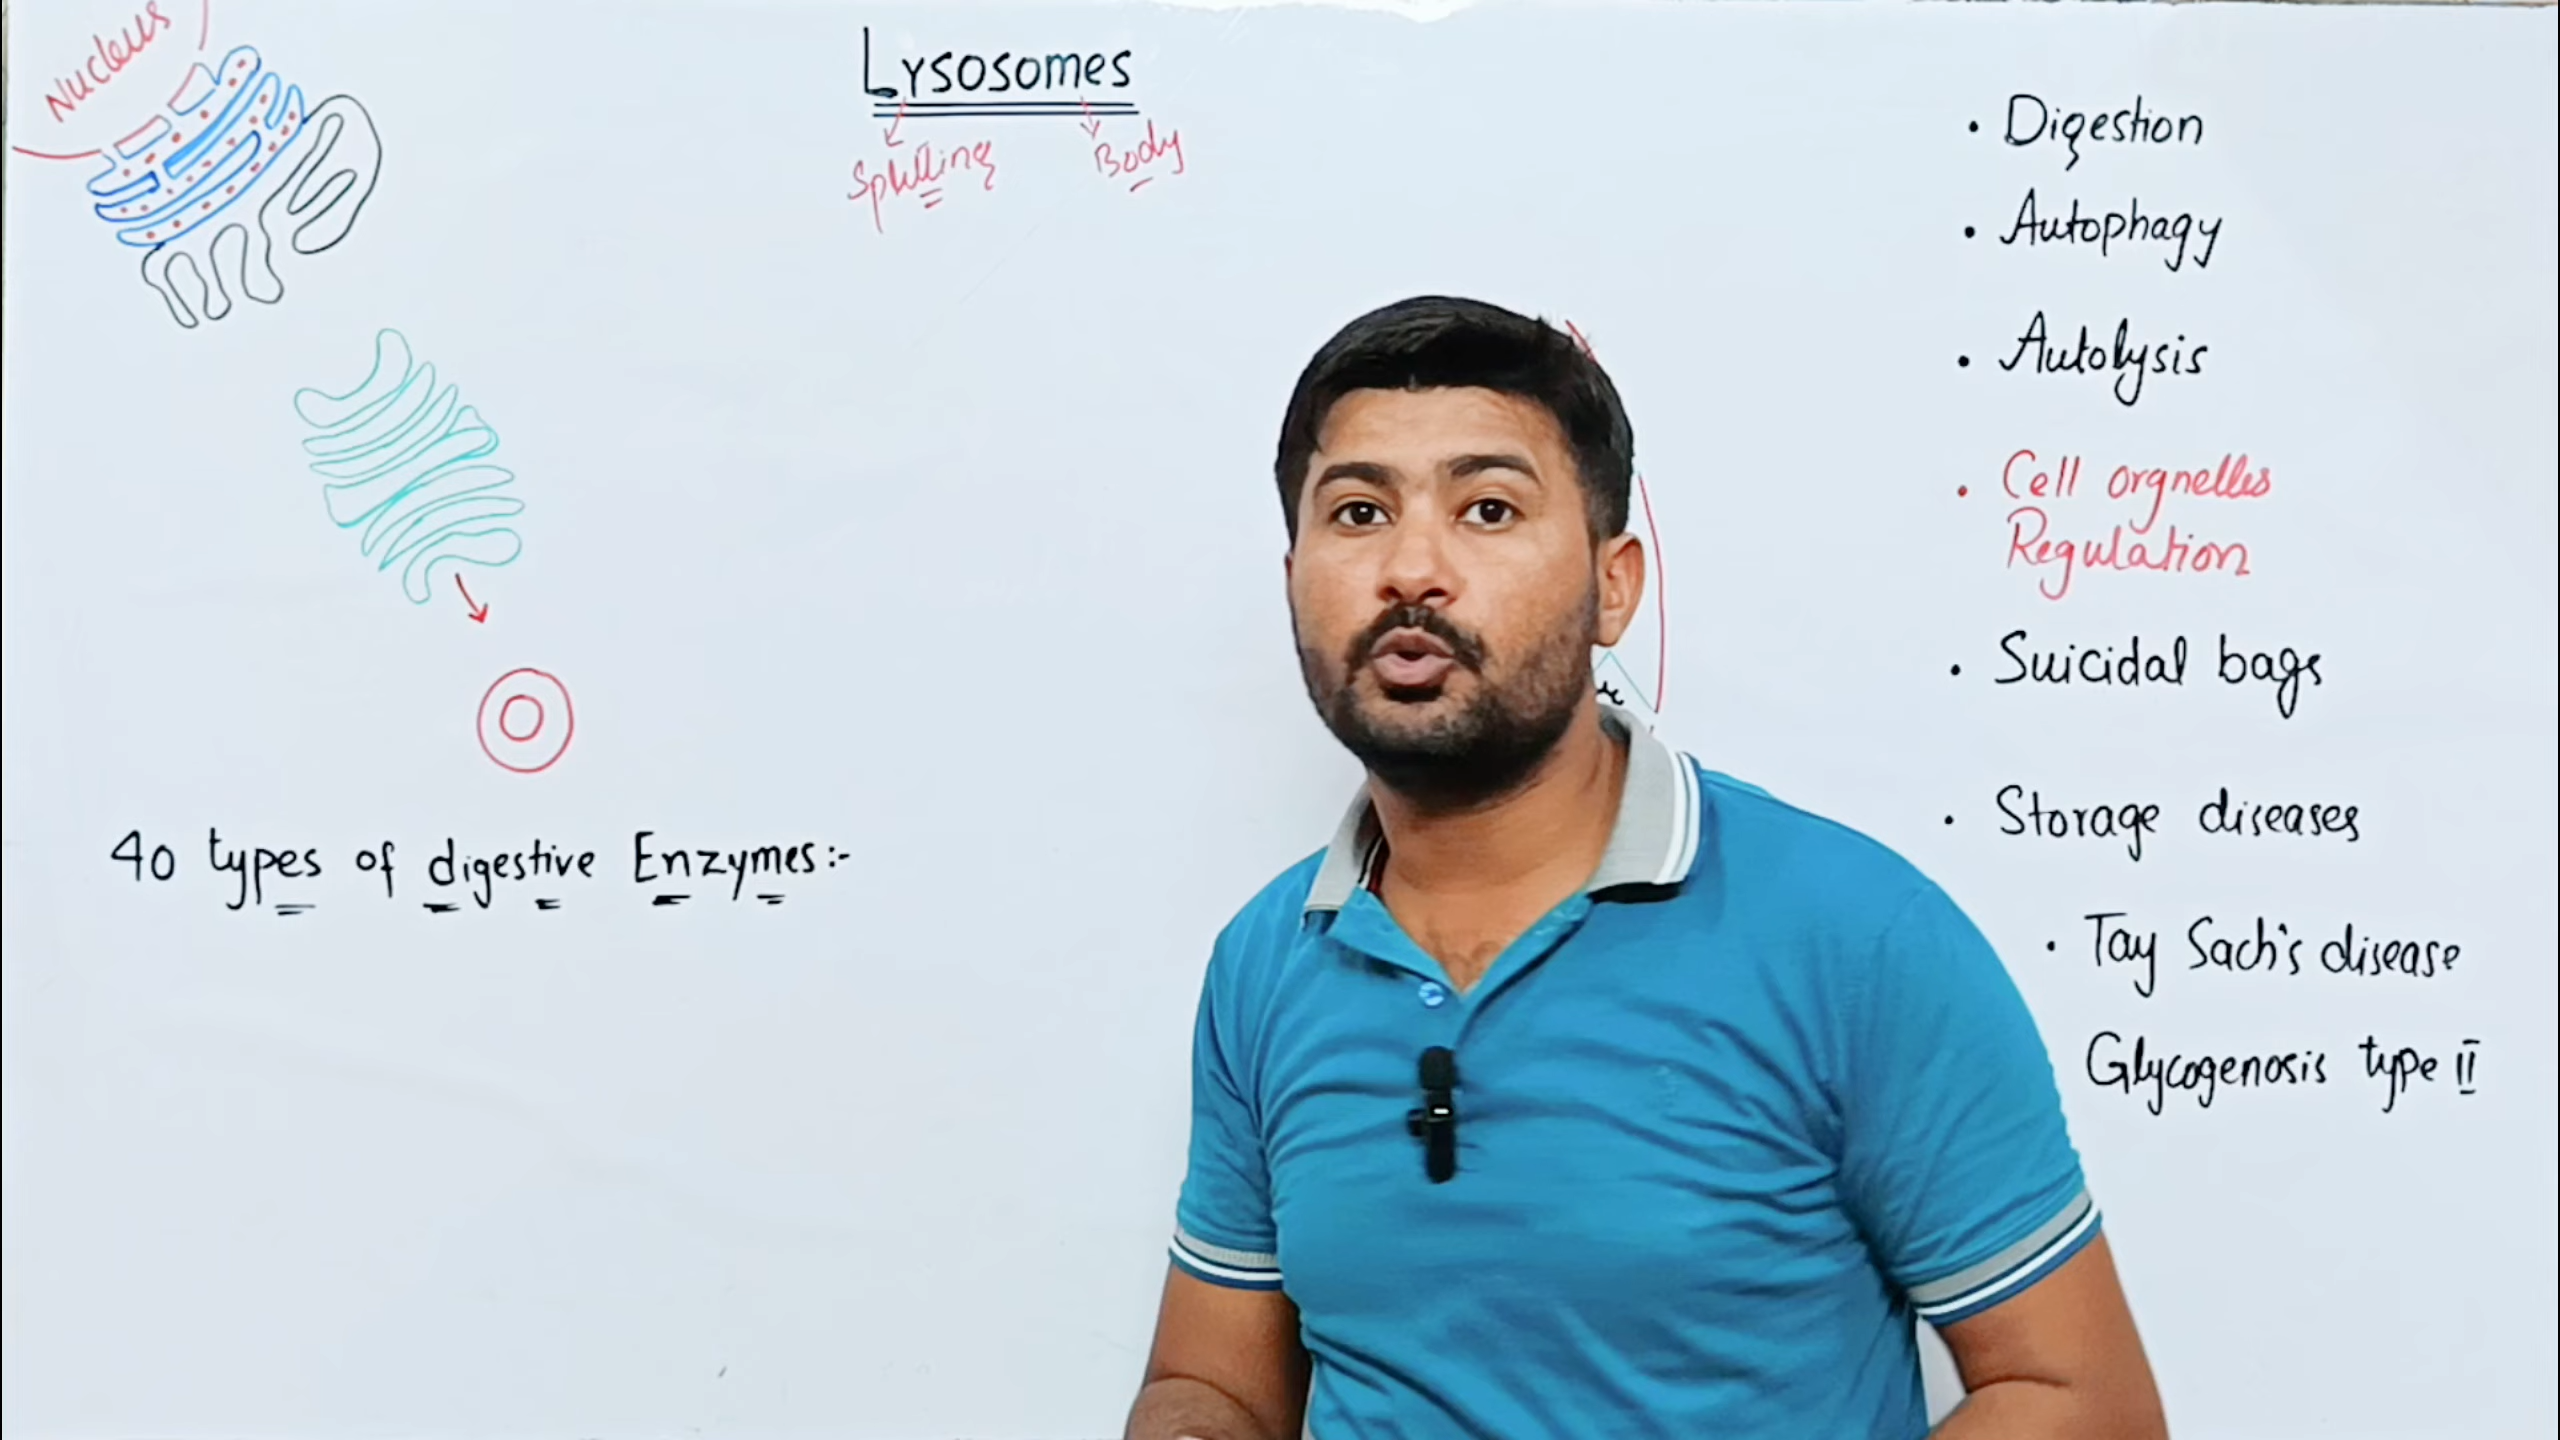 Nucleus
Lysosomes
Splitting
Body
40 types of digestive Enzymes:-
• Digestion
• Autophagy
• Autolysis
• Cell orgnelles
Regulation
• Suicidal bags
• Storage diseases
• Tay Sach's disease
Glycogenosis type II